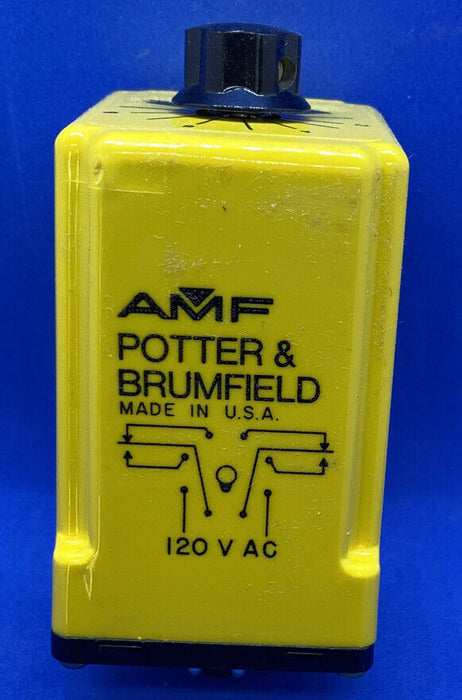 AMF
POTTER &
BRUMFIELD
MADE IN U.S.A.
120 V AC